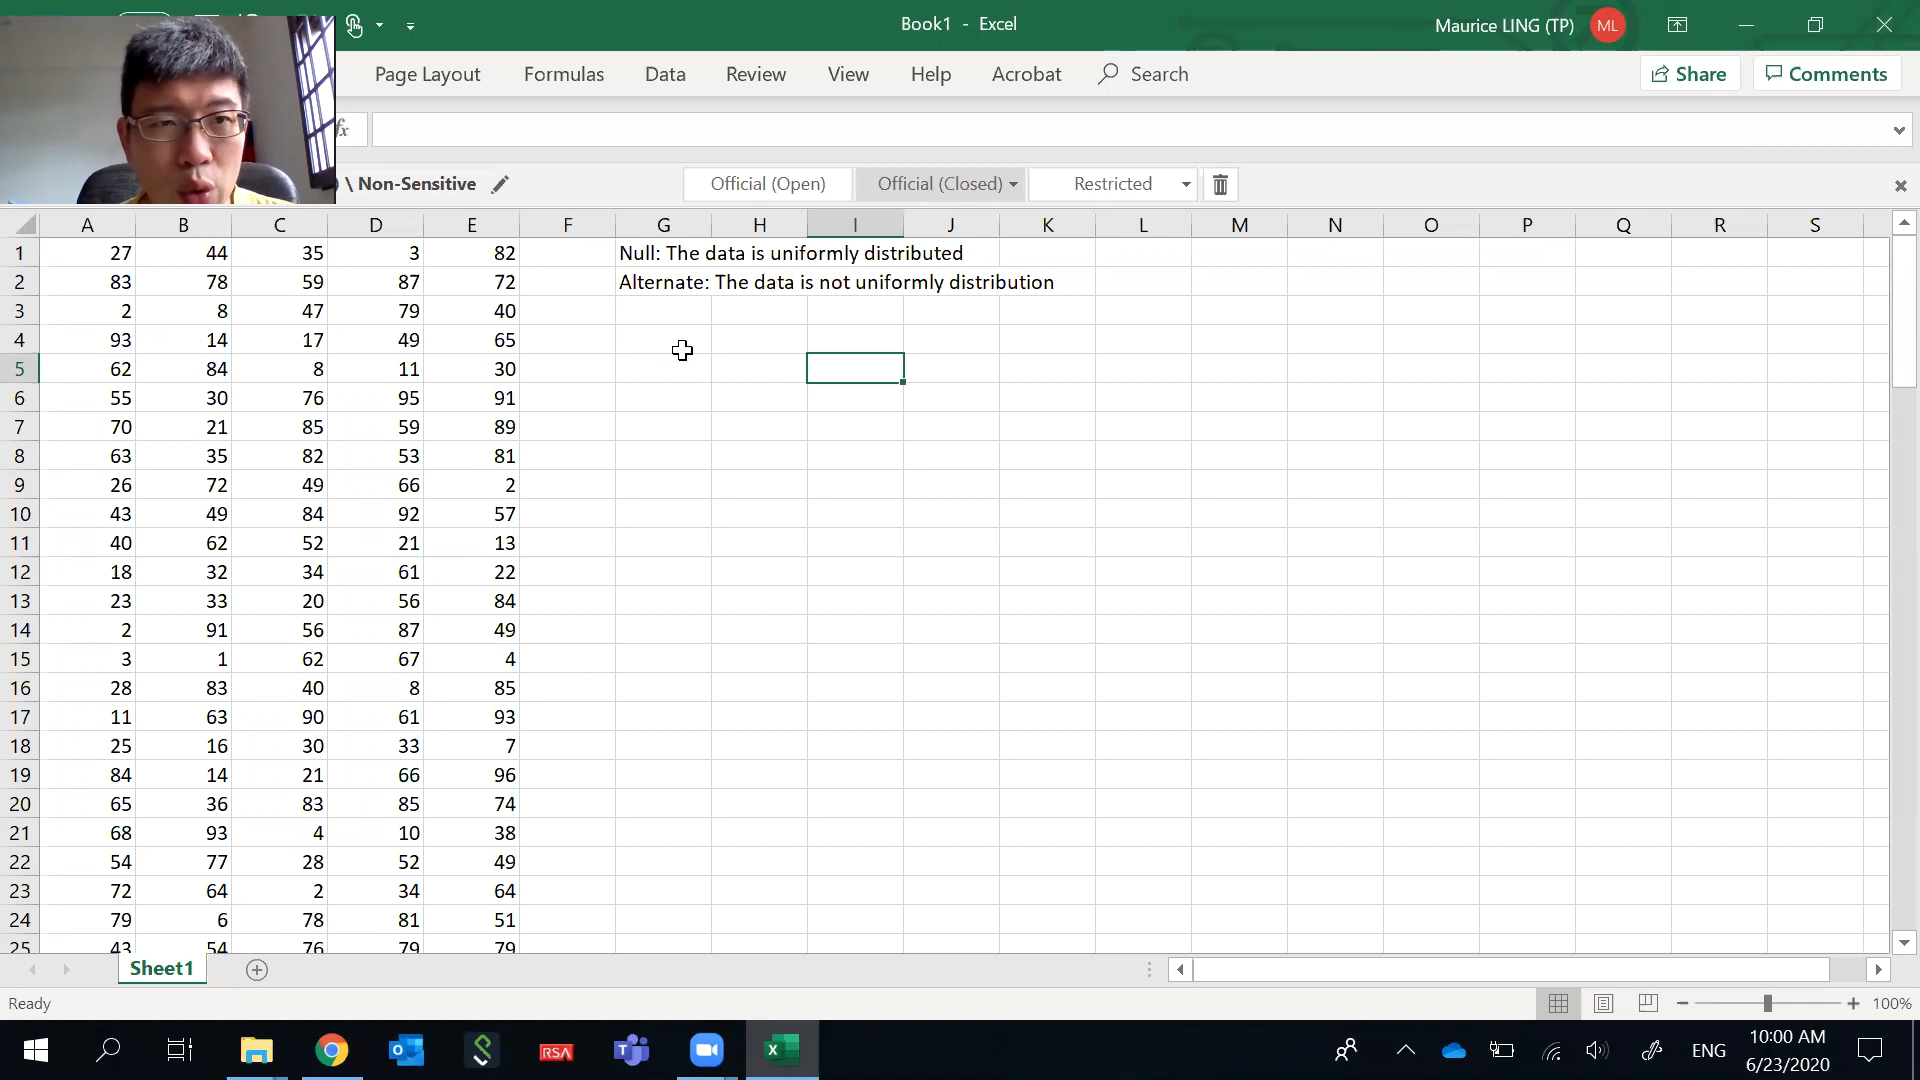 Book1 - Excel
Maurice LING (TP)
ML
Page Layout Formulas Data Review View Help Acrobat Search
Share
Comments
fx
\ Non-Sensitive
Official (Open)
Official (Closed)
Restricted
A B C D E F G H I J K L M N O P Q R S
1 27 44 35 3 82 Null: The data is uniformly distributed
2 83 78 59 87 72 Alternate: The data is not uniformly distribution
3 2 8 47 79 40
4 93 14 17 49 65
5 62 84 8 11 30
6 55 30 76 95 91
7 70 21 85 59 89
8 63 35 82 53 81
9 26 72 49 66 2
10 43 49 84 92 57
11 40 62 52 21 13
12 18 32 34 61 22
13 23 33 20 56 84
14 2 91 56 87 49
15 3 1 62 67 4
16 28 83 40 8 85
17 11 63 90 61 93
18 25 16 30 33 7
19 84 14 21 66 96
20 65 36 83 85 74
21 68 93 4 10 38
22 54 77 28 52 49
23 72 64 2 34 64
24 79 6 78 81 51
25 43 54 76 79 79
Sheet1
Ready
100%
RSA
ENG
10:00 AM
6/23/2020